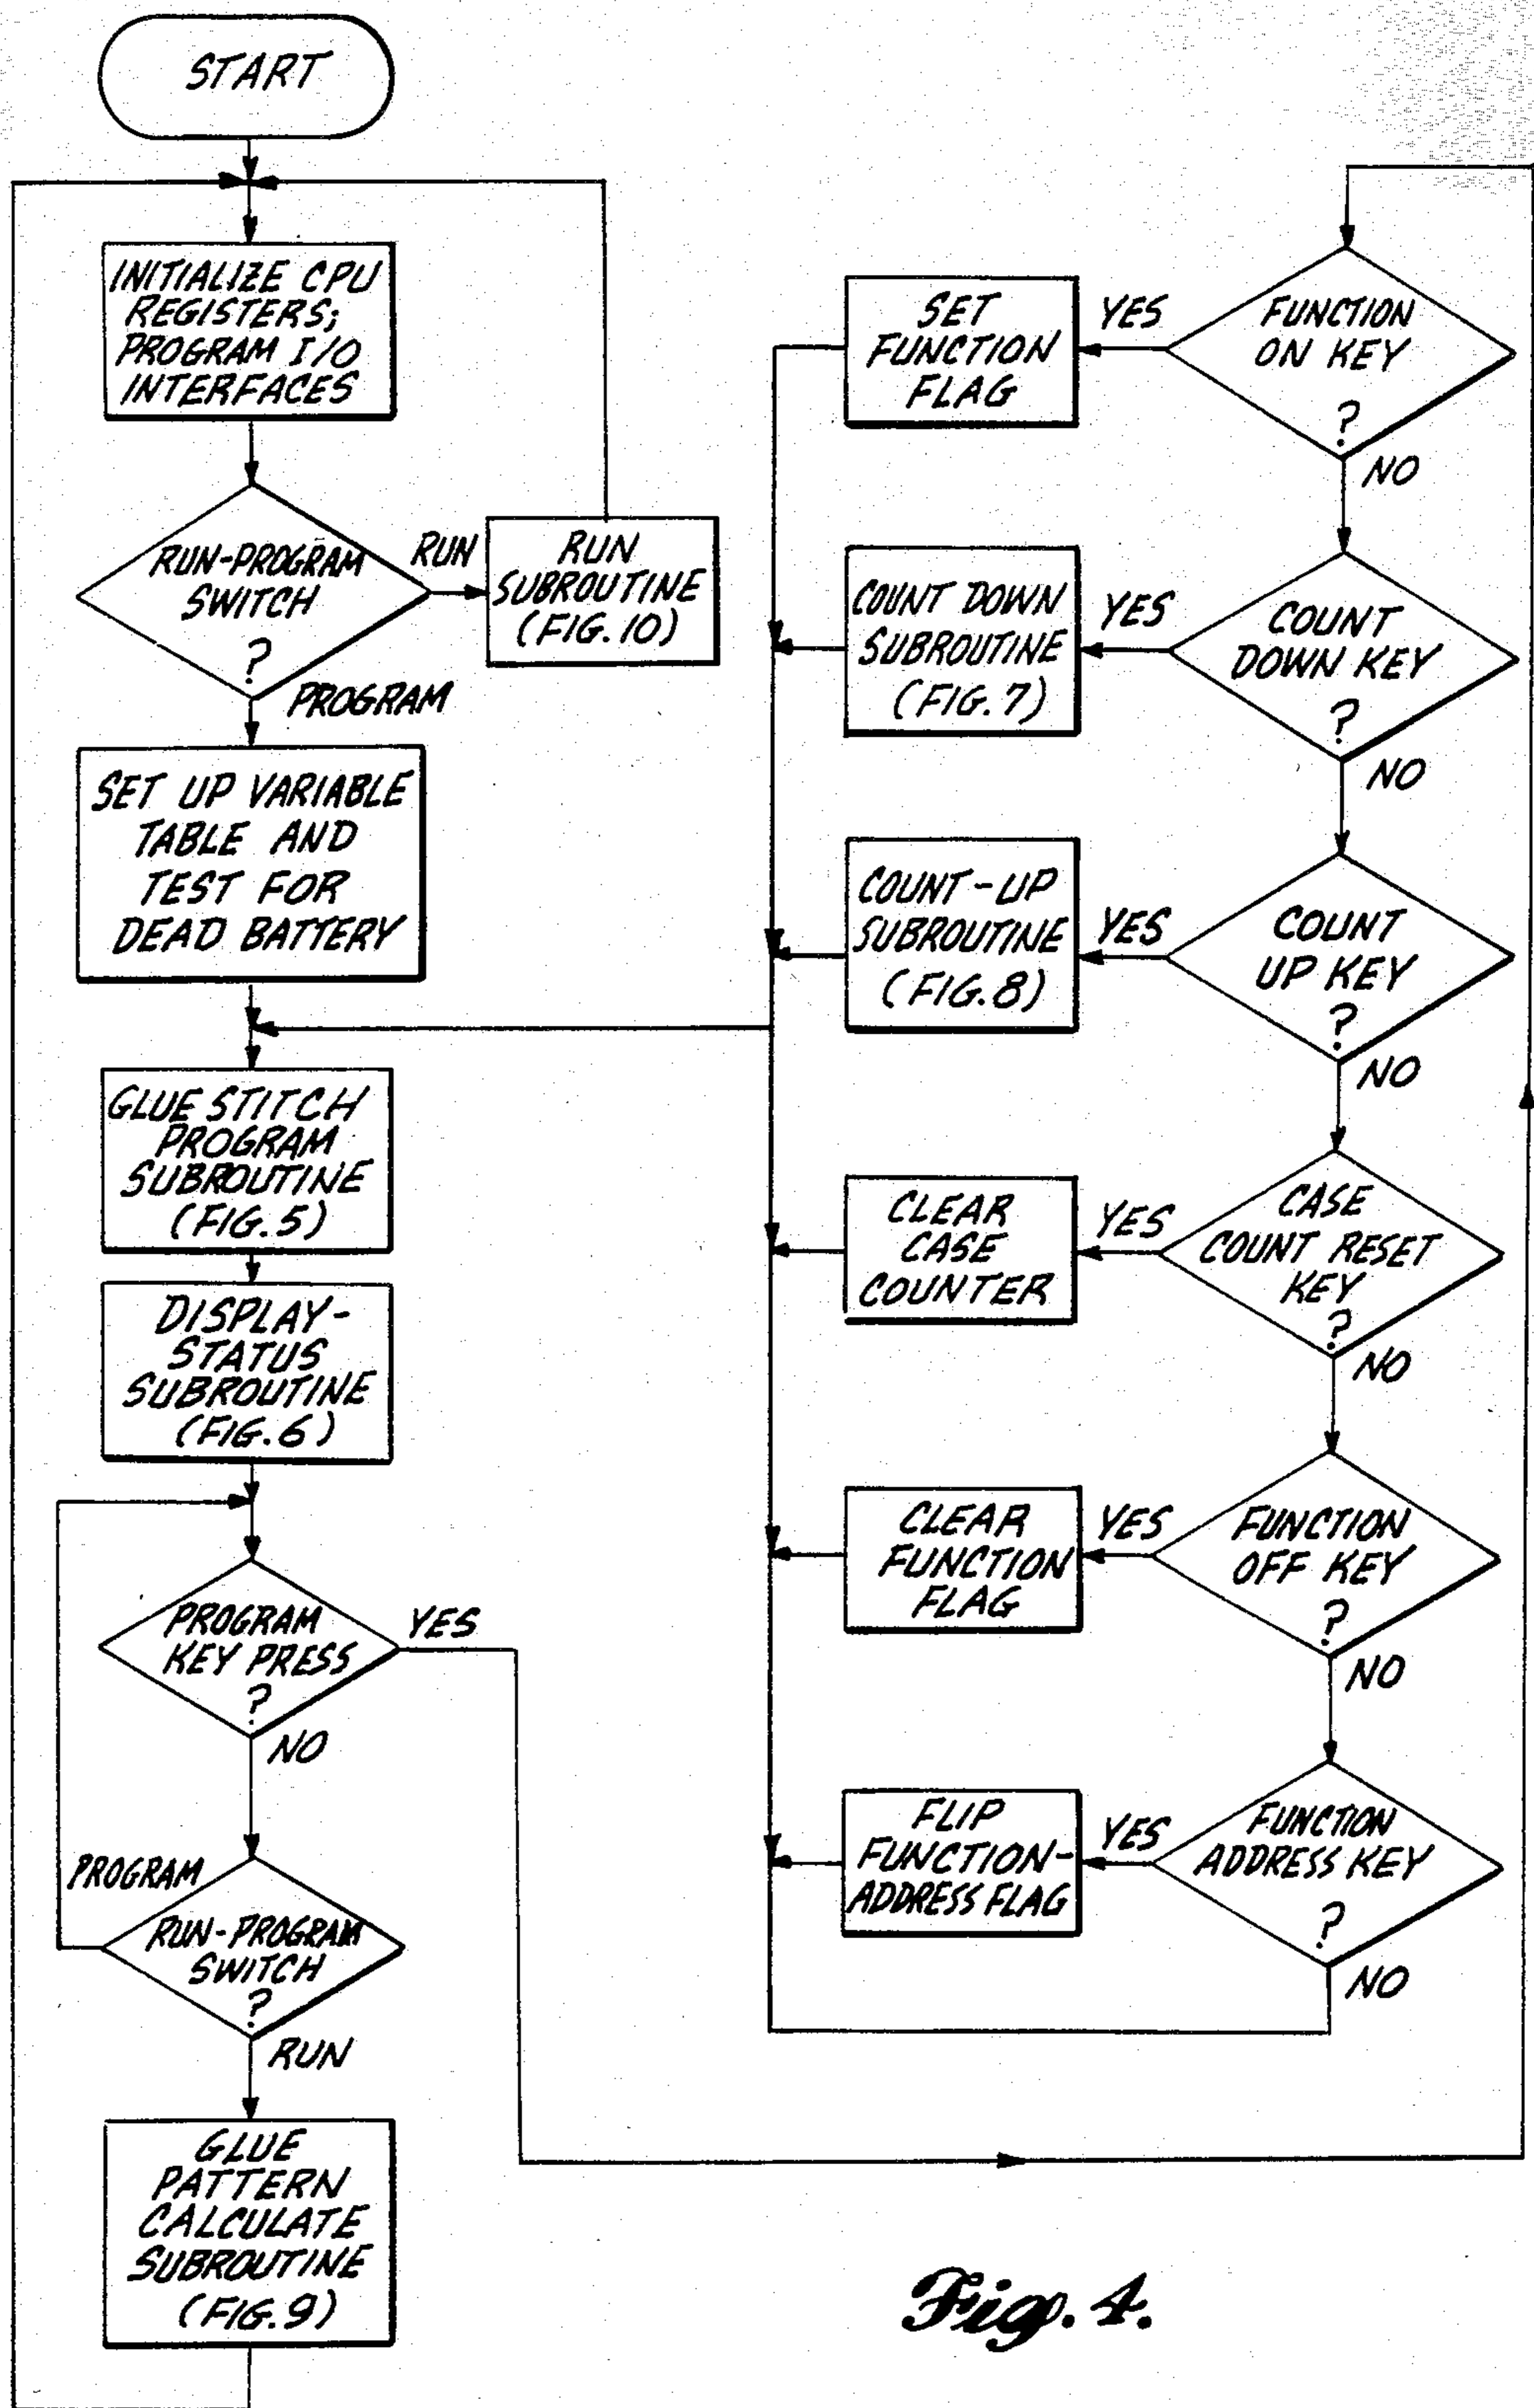 START
INITIALIZE CPU
REGISTERS;
PROGRAM I/O
INTERFACES
RUN-PROGRAM
SWITCH
?
RUN
RUN
SUBROUTINE
(FIG. 10)
PROGRAM
SET UP VARIABLE
TABLE AND
TEST FOR
DEAD BATTERY
GLUE STITCH
PROGRAM
SUBROUTINE
(FIG. 5)
DISPLAY-
STATUS
SUBROUTINE
(FIG. 6)
PROGRAM
KEY PRESS
?
YES
NO
PROGRAM
RUN-PROGRAM
SWITCH
?
RUN
GLUE
PATTERN
CALCULATE
SUBROUTINE
(FIG. 9)
FUNCTION
ON KEY
?
YES
SET
FUNCTION
FLAG
NO
COUNT
DOWN KEY
?
YES
COUNT DOWN
SUBROUTINE
(FIG. 7)
NO
COUNT
UP KEY
?
YES
COUNT-UP
SUBROUTINE
(FIG. 8)
NO
CASE
COUNT RESET
KEY
?
YES
CLEAR
CASE
COUNTER
NO
FUNCTION
OFF KEY
?
YES
CLEAR
FUNCTION
FLAG
NO
FUNCTION
ADDRESS KEY
?
YES
FLIP
FUNCTION-
ADDRESS FLAG
NO
Fig. 4.